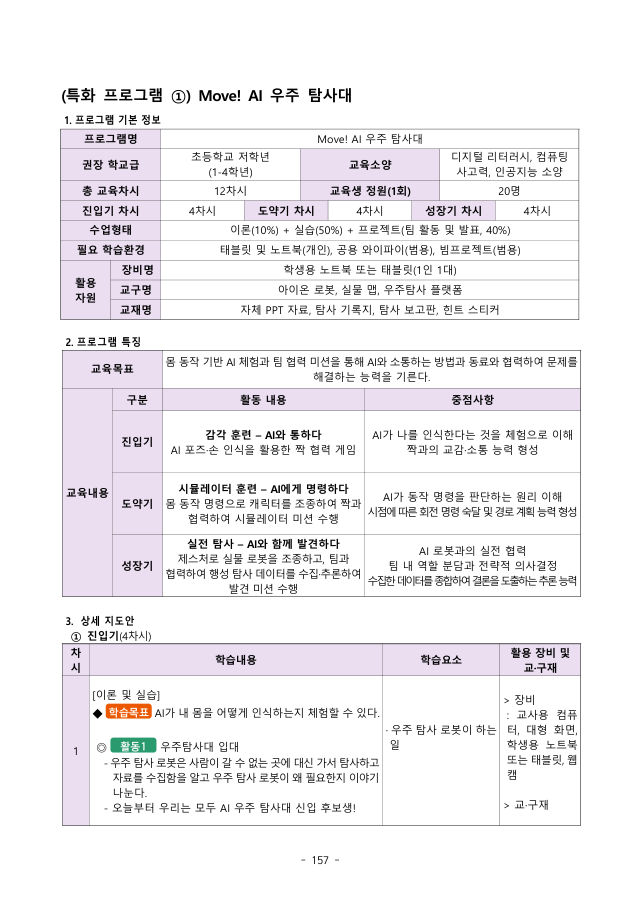 (특화 프로그램 ①) Move! AI 우주 탐사대
1. 프로그램 기본 정보
프로그램명 Move! AI 우주 탐사대
권장 학교급 초등학교 저학년 (1-4학년) 교육소양 디지털 리터러시, 컴퓨팅 사고력, 인공지능 소양
총 교육차시 12차시 교육생 정원(1회) 20명
진입기 차시 4차시 도약기 차시 4차시 성장기 차시 4차시
수업형태 이론(10%) + 실습(50%) + 프로젝트(팀 활동 및 발표, 40%)
필요 학습환경 태블릿 및 노트북(개인), 공용 와이파이(범용), 빔프로젝트(범용)
활용 자원
장비명 학생용 노트북 또는 태블릿(1인 1대)
교구명 아이온 로봇, 실물 맵, 우주탐사 플랫폼
교재명 자체 PPT 자료, 탐사 기록지, 탐사 보고판, 힌트 스티커
2. 프로그램 특징
교육목표
몸 동작 기반 AI 체험과 팀 협력 미션을 통해 AI와 소통하는 방법과 동료와 협력하여 문제를
해결하는 능력을 기른다.
교육내용
구분 활동 내용 중점사항
진입기
감각 훈련 – AI와 통하다
AI 포즈·손 인식을 활용한 짝 협력 게임
AI가 나를 인식한다는 것을 체험으로 이해
짝과의 교감·소통 능력 형성
도약기
시뮬레이터 훈련 – AI에게 명령하다
몸 동작 명령으로 캐릭터를 조종하여 짝과
협력하여 시뮬레이터 미션 수행
AI가 동작 명령을 판단하는 원리 이해
시점에 따른 회전 명령 숙달 및 경로 계획 능력 형성
성장기
실전 탐사 – AI와 함께 발견하다
제스처로 실물 로봇을 조종하고, 팀과
협력하여 행성 탐사 데이터를 수집·추론하여
발견 미션 수행
AI 로봇과의 실전 협력
팀 내 역할 분담과 전략적 의사결정
수집한 데이터를 종합하여 결론을 도출하는 추론 능력
3. 상세 지도안
① 진입기(4차시)
차시 학습내용 학습요소 활용 장비 및 교·구재
1
[이론 및 실습]
◆ 학습목표 AI가 내 몸을 어떻게 인식하는지 체험할 수 있다.
◎ 활동1 우주탐사대 입대
- 우주 탐사 로봇은 사람이 갈 수 없는 곳에 대신 가서 탐사하고
자료를 수집함을 알고 우주 탐사 로봇이 왜 필요한지 이야기
나눈다.
- 오늘부터 우리는 모두 AI 우주 탐사대 신입 후보생!
· 우주 탐사 로봇이 하는
일
> 장비
: 교사용 컴퓨
터, 대형 화면,
학생용 노트북
또는 태블릿, 웹
캠
> 교·구재
- 157 -